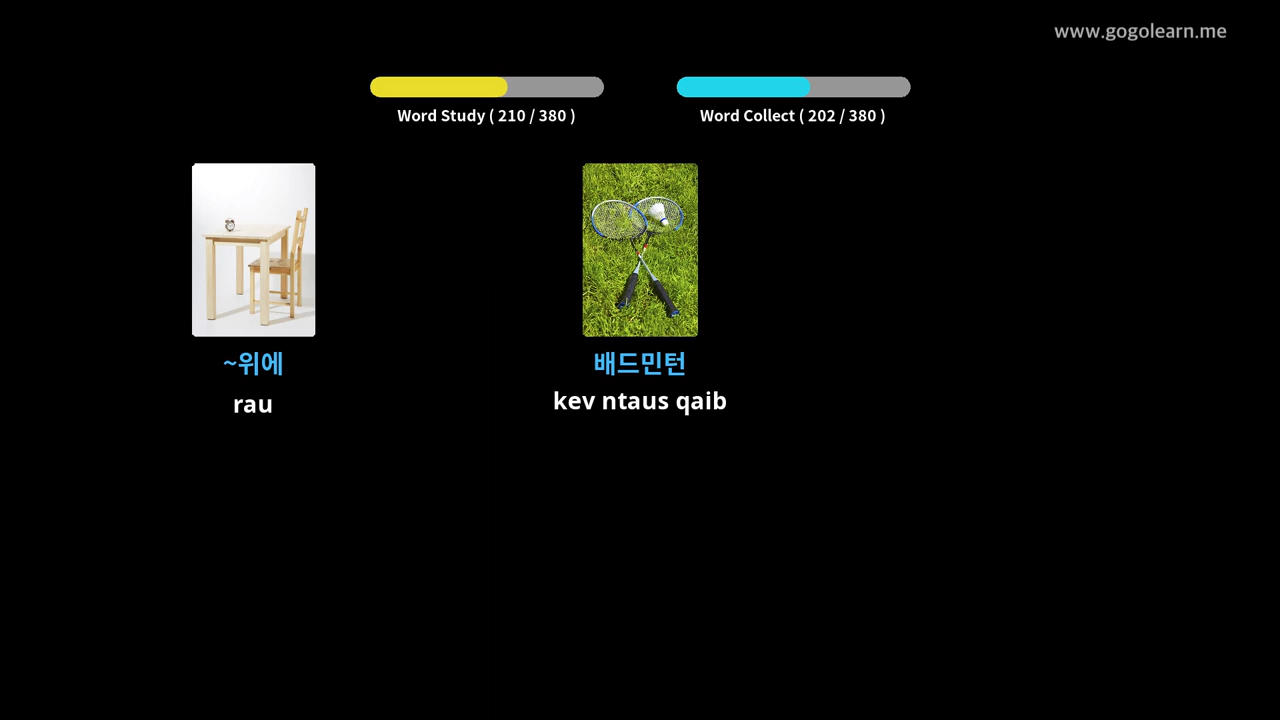 www.gogolearn.me
Word Study ( 210 / 380 )
Word Collect ( 202 / 380 )
~위에
rau
배드민턴
kev ntaus qaib